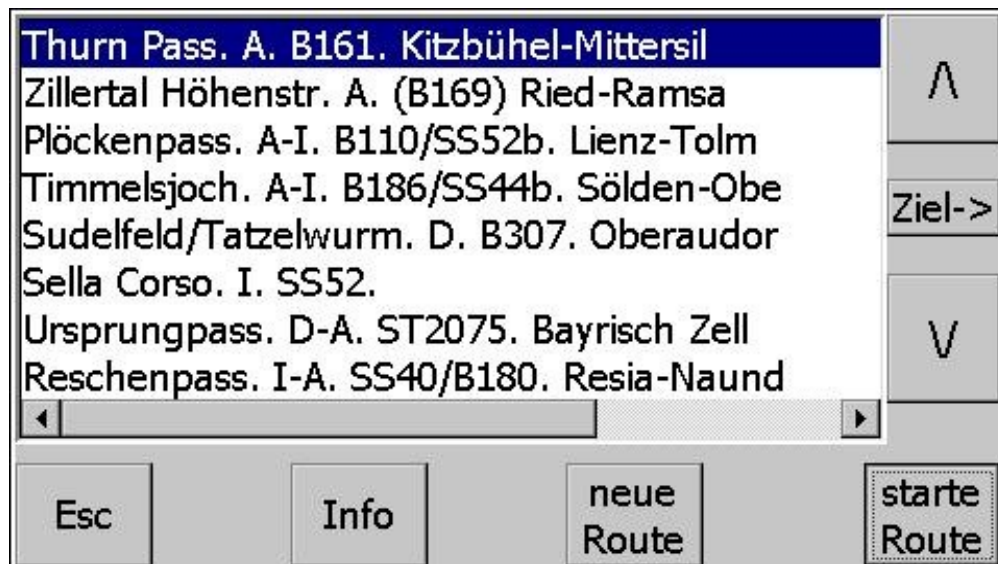 Thurn Pass. A. B161. Kitzbühel-Mittersil
Zillertal Höhenstr. A. (B169) Ried-Ramsa
Plöckenpass. A-I. B110/SS52b. Lienz-Tolm
Timmelsjoch. A-I. B186/SS44b. Sölden-Obe
Sudelfeld/Tatzelwurm. D. B307. Oberaudor
Sella Corso. I. SS52.
Ursprungpass. D-A. ST2075. Bayrisch Zell
Reschenpass. I-A. SS40/B180. Resia-Naund
/\
Ziel->
\/
Esc
Info
neue
Route
starte
Route